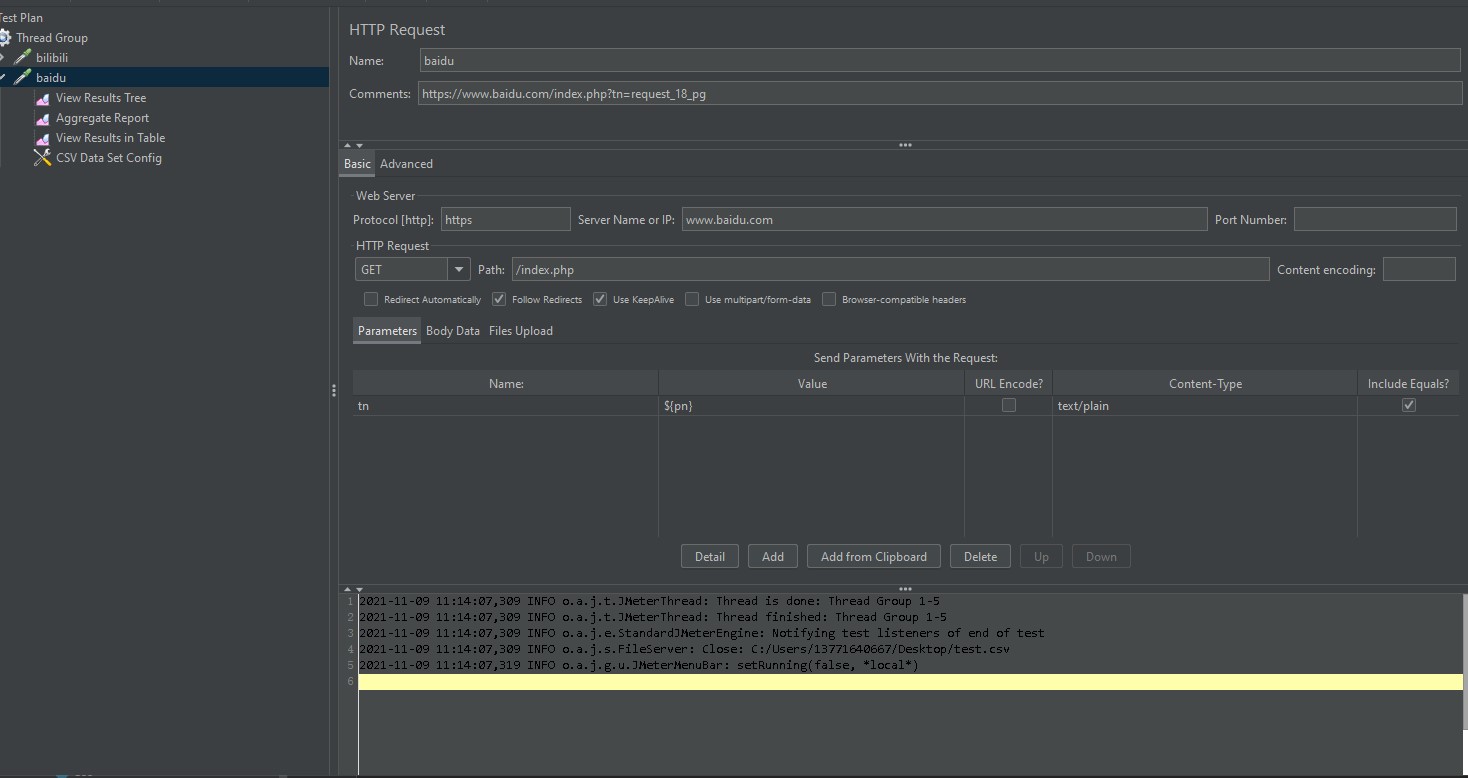 Test Plan
Thread Group
bilibili
baidu
View Results Tree
Aggregate Report
View Results in Table
CSV Data Set Config
HTTP Request
Name: baidu
Comments: https://www.baidu.com/index.php?tn=request_18_pg
Basic Advanced
Web Server
Protocol [http]: https Server Name or IP: www.baidu.com Port Number:
HTTP Request
GET Path: /index.php Content encoding:
Redirect Automatically Follow Redirects Use KeepAlive Use multipart/form-data Browser-compatible headers
Parameters Body Data Files Upload
Send Parameters With the Request:
Name: Value URL Encode? Content-Type Include Equals?
tn ${pn} text/plain
Detail Add Add from Clipboard Delete Up Down
1 2021-11-09 11:14:07,309 INFO o.a.j.t.JMeterThread: Thread is done: Thread Group 1-5
2 2021-11-09 11:14:07,309 INFO o.a.j.t.JMeterThread: Thread finished: Thread Group 1-5
3 2021-11-09 11:14:07,309 INFO o.a.j.e.StandardJMeterEngine: Notifying test listeners of end of test
4 2021-11-09 11:14:07,309 INFO o.a.j.s.FileServer: Close: C:/Users/13771640667/Desktop/test.csv
5 2021-11-09 11:14:07,319 INFO o.a.j.g.u.JMeterMenuBar: setRunning(false, *local*)
6